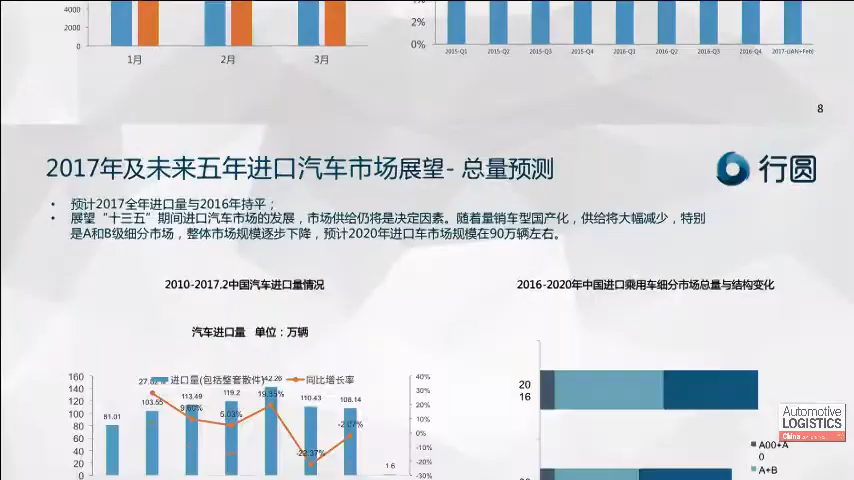 4000
2000
0
1月
2月
3月
2%
0%
2015-Q1
2015-Q2
2015-Q3
2015-Q4
2016-Q1
2016-Q2
2016-Q3
2016-Q4
2017-(JAN+Feb)
8
2017年及未来五年进口汽车市场展望- 总量预测
行圆
• 预计2017全年进口量与2016年持平；
• 展望“十三五”期间进口汽车市场的发展，市场供给仍将是决定因素。随着量销车型国产化，供给将大幅减少，特别
是A和B级细分市场，整体市场规模逐步下降，预计2020年进口车市场规模在90万辆左右。
2010-2017.2中国汽车进口量情况
2016-2020年中国进口乘用车细分市场总量与结构变化
汽车进口量 单位：万辆
进口量(包括整套散件)
同比增长率
160
140
120
100
80
60
40
20
0
81.01
103.55
113.49
119.2
142.26
110.43
108.14
1.6
9.60%
5.03%
19.35%
-22.37%
40%
30%
20%
10%
0%
-10%
-20%
-30%
20
16
A00+A
0
A+B
Automotive
LOGISTICS
China